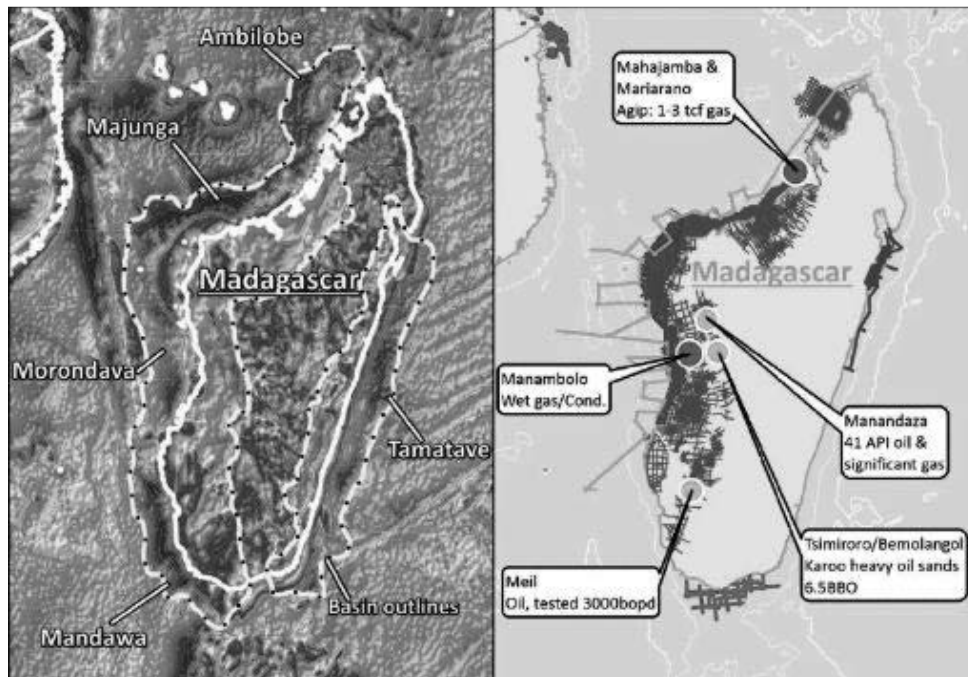 Ambilobe
Majunga
Madagascar
Morondava
Tamatave
Basin outlines
Mandawa
Mahajamba &
Mariarano
Agip: 1-3 tcf gas
Madagascar
Manambolo
Wet gas/Cond.
Manandaza
41 API oil &
significant gas
Tsimiroro/Bemolangol
Karoo heavy oil sands
6.5BBO
Meil
Oil, tested 3000bopd